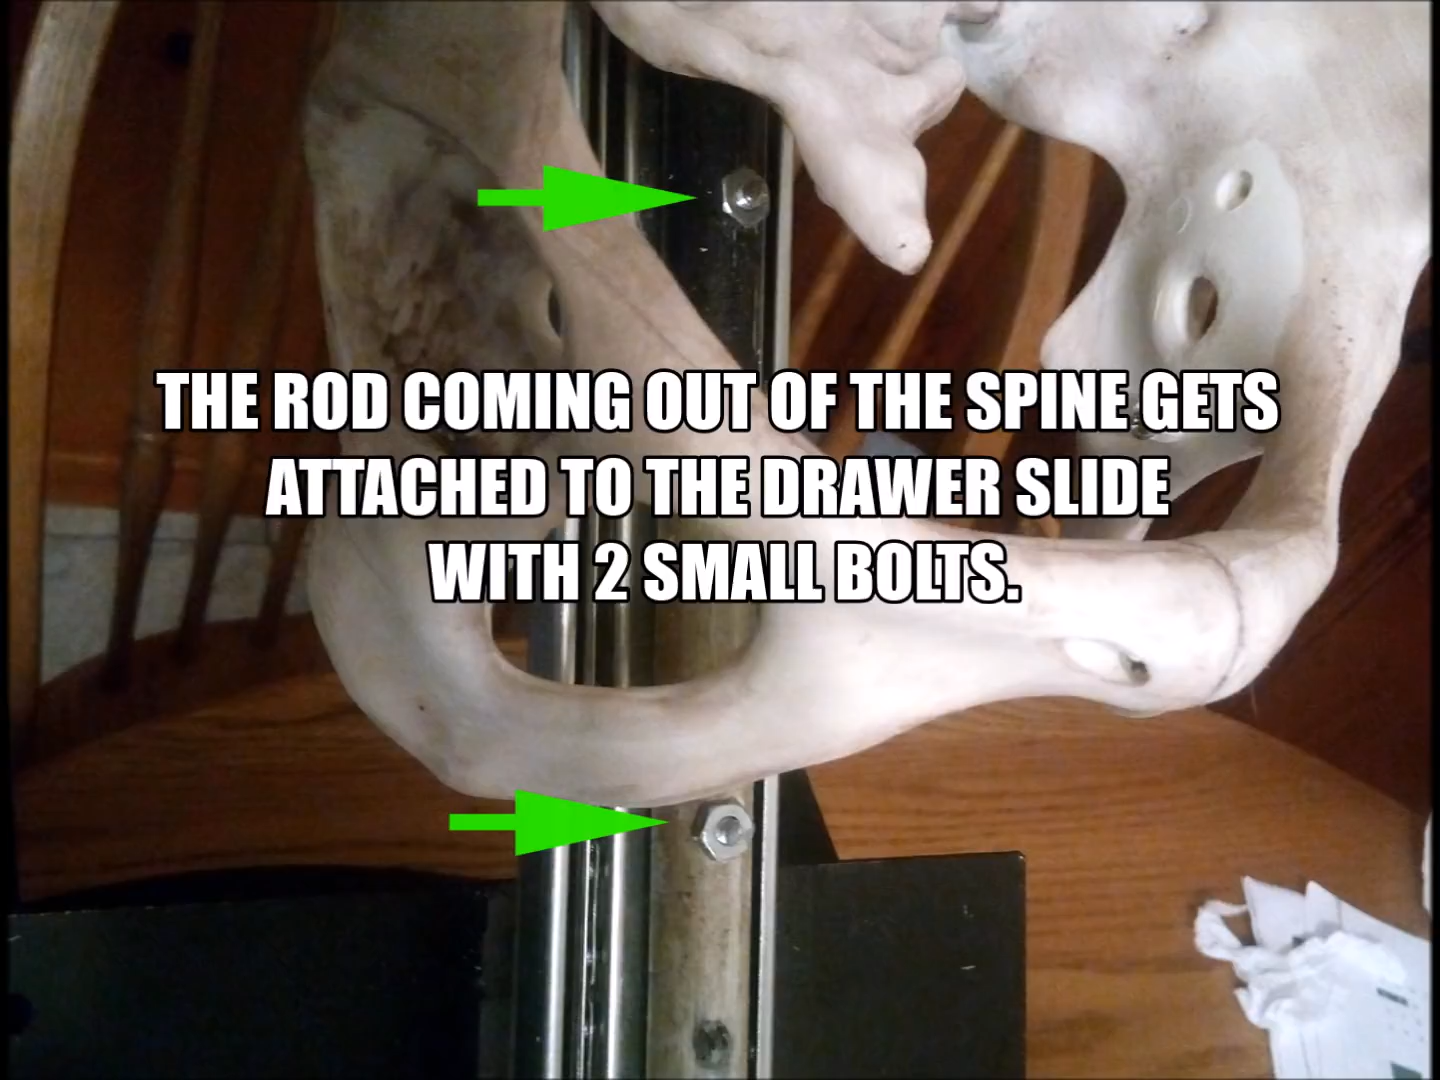 THE ROD COMING OUT OF THE SPINE GETS
ATTACHED TO THE DRAWER SLIDE
WITH 2 SMALL BOLTS.